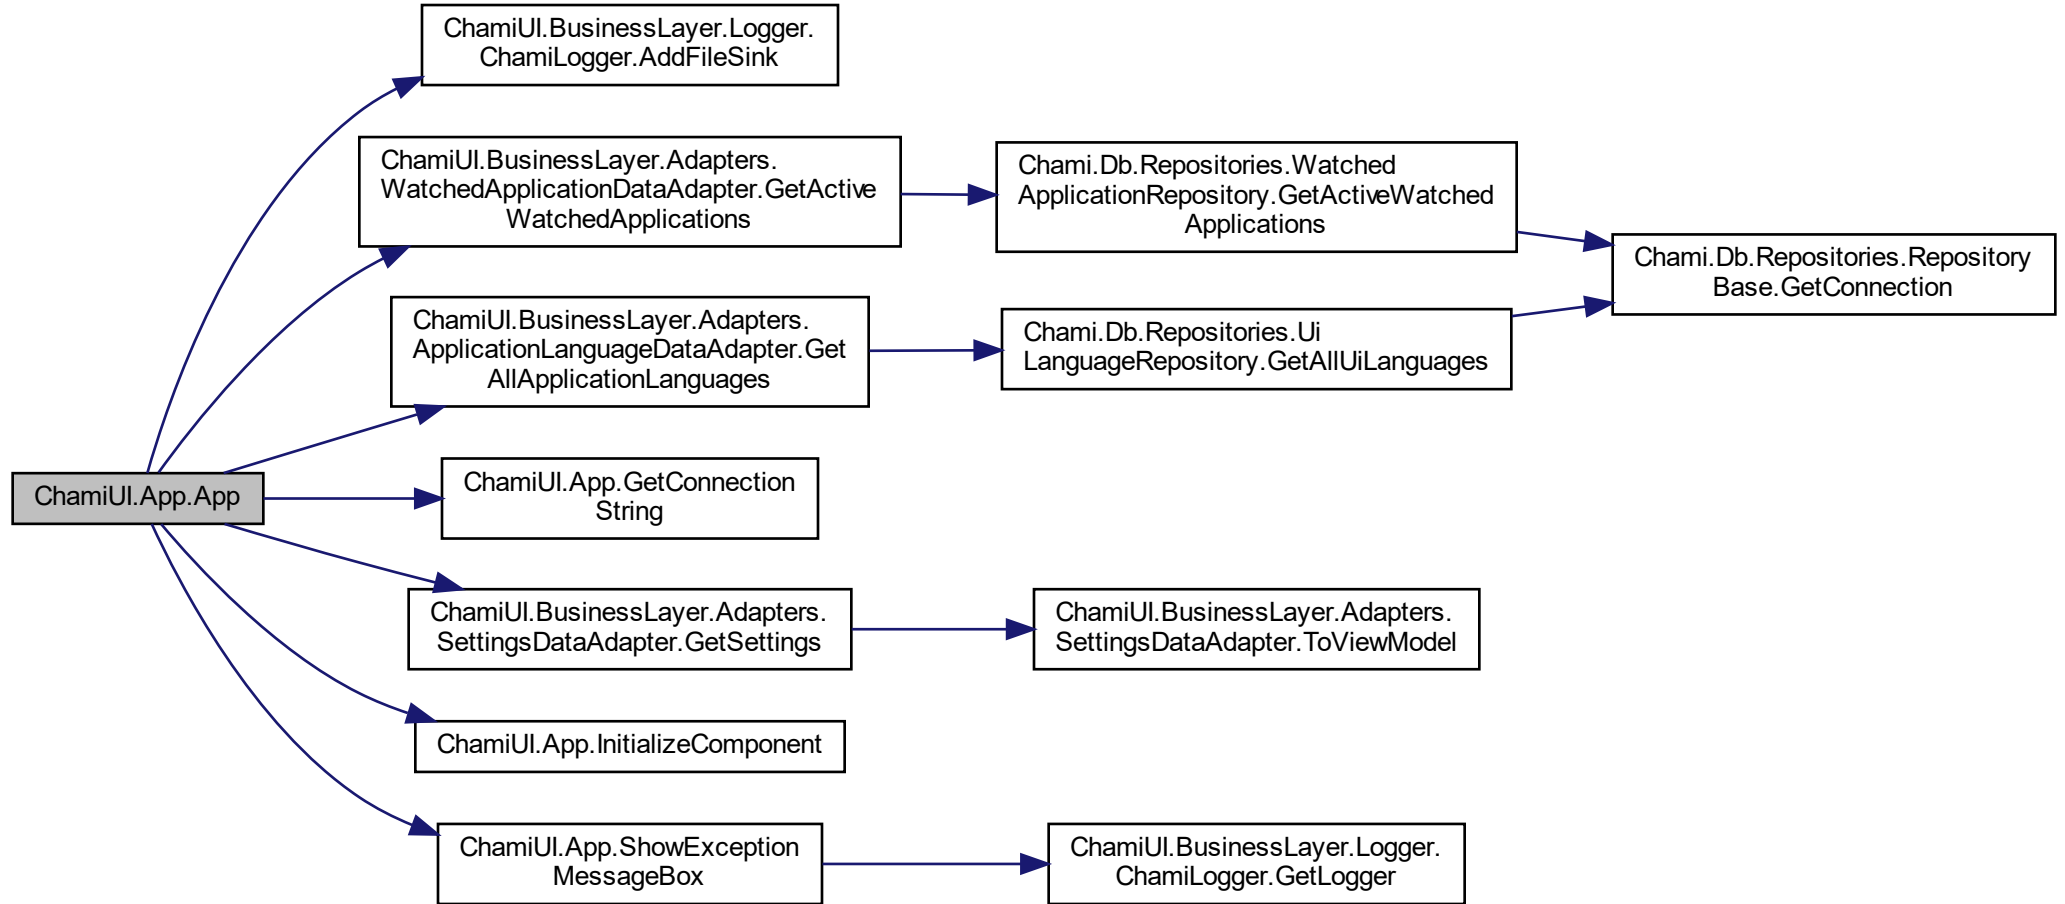 ChamiUI.BusinessLayer.Logger.
ChamiLogger.AddFileSink
ChamiUI.BusinessLayer.Adapters.
WatchedApplicationDataAdapter.GetActive
WatchedApplications
Chami.Db.Repositories.Watched
ApplicationRepository.GetActiveWatched
Applications
Chami.Db.Repositories.Repository
Base.GetConnection
ChamiUI.BusinessLayer.Adapters.
ApplicationLanguageDataAdapter.Get
AllApplicationLanguages
Chami.Db.Repositories.Ui
LanguageRepository.GetAllUiLanguages
ChamiUI.App.App
ChamiUI.App.GetConnection
String
ChamiUI.BusinessLayer.Adapters.
SettingsDataAdapter.GetSettings
ChamiUI.BusinessLayer.Adapters.
SettingsDataAdapter.ToViewModel
ChamiUI.App.InitializeComponent
ChamiUI.App.ShowException
MessageBox
ChamiUI.BusinessLayer.Logger.
ChamiLogger.GetLogger